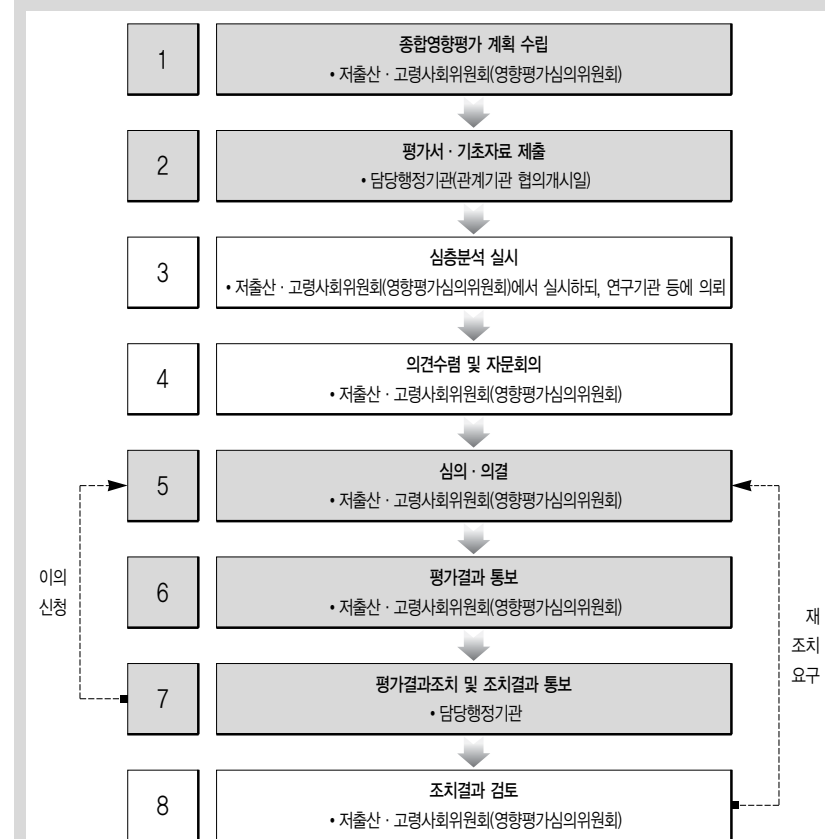 1
종합영향평가 계획 수립
• 저출산 · 고령사회위원회(영향평가심의위원회)
2
평가서 · 기초자료 제출
• 담당행정기관(관계기관 협의개시일)
3
심층분석 실시
• 저출산 · 고령사회위원회(영향평가심의위원회)에서 실시하되, 연구기관 등에 의뢰
4
의견수렴 및 자문회의
• 저출산 · 고령사회위원회(영향평가심의위원회)
5
심의 · 의결
• 저출산 · 고령사회위원회(영향평가심의위원회)
6
평가결과 통보
• 저출산 · 고령사회위원회(영향평가심의위원회)
이의
신청
재
조치
요구
7
평가결과조치 및 조치결과 통보
• 담당행정기관
8
조치결과 검토
• 저출산 · 고령사회위원회(영향평가심의위원회)